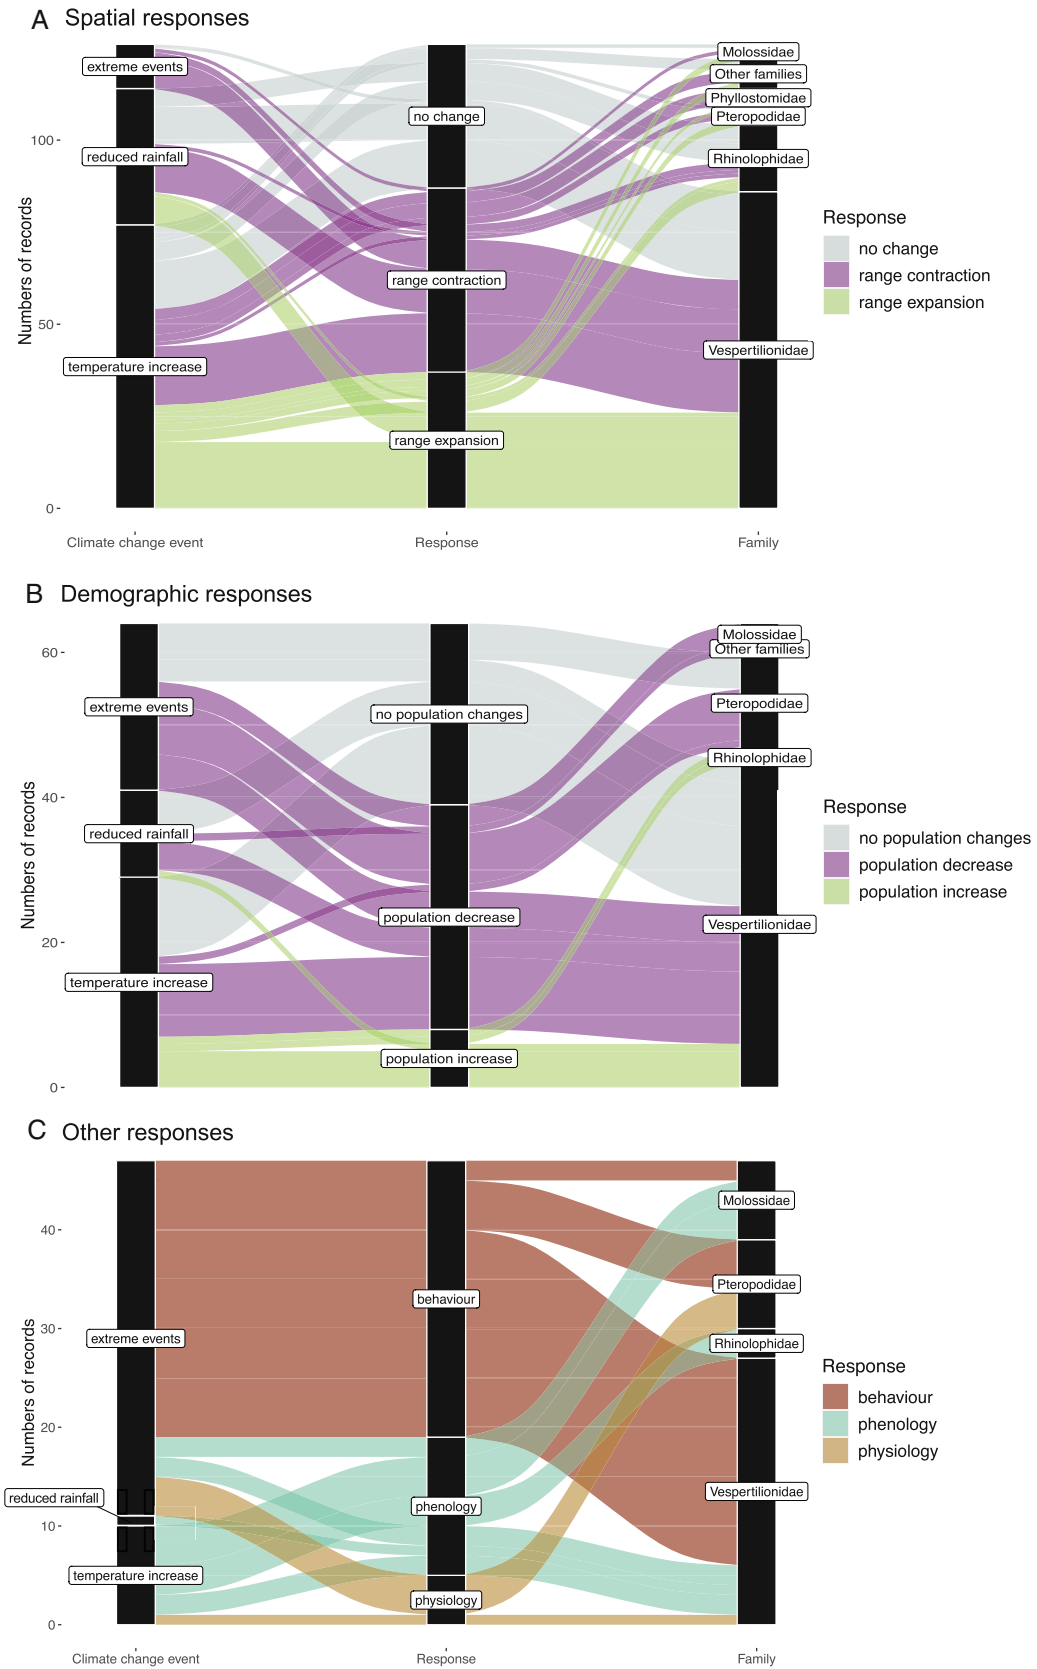 A Spatial responses
Numbers of records
100
50
0
extreme events
reduced rainfall
temperature increase
no change
range contraction
range expansion
Molossidae
Other families
Phyllostomidae
Pteropodidae
Rhinolophidae
Vespertilionidae
Climate change event
Response
Family
Response
no change
range contraction
range expansion
B Demographic responses
Numbers of records
60
40
20
0
extreme events
reduced rainfall
temperature increase
no population changes
population decrease
population increase
Molossidae
Other families
Pteropodidae
Rhinolophidae
Vespertilionidae
Response
no population changes
population decrease
population increase
C Other responses
Numbers of records
40
30
20
10
0
extreme events
reduced rainfall
temperature increase
behaviour
phenology
physiology
Molossidae
Pteropodidae
Rhinolophidae
Vespertilionidae
Climate change event
Response
Family
Response
behaviour
phenology
physiology